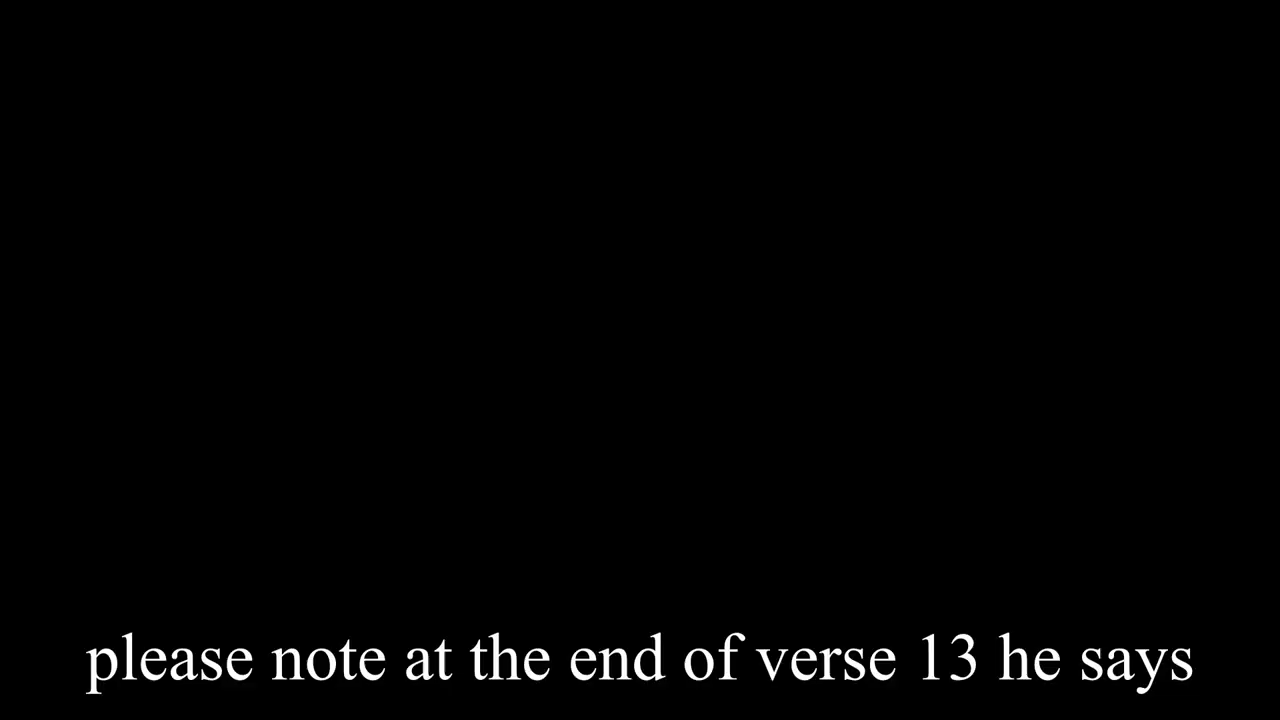 please note at the end of verse 13 he says